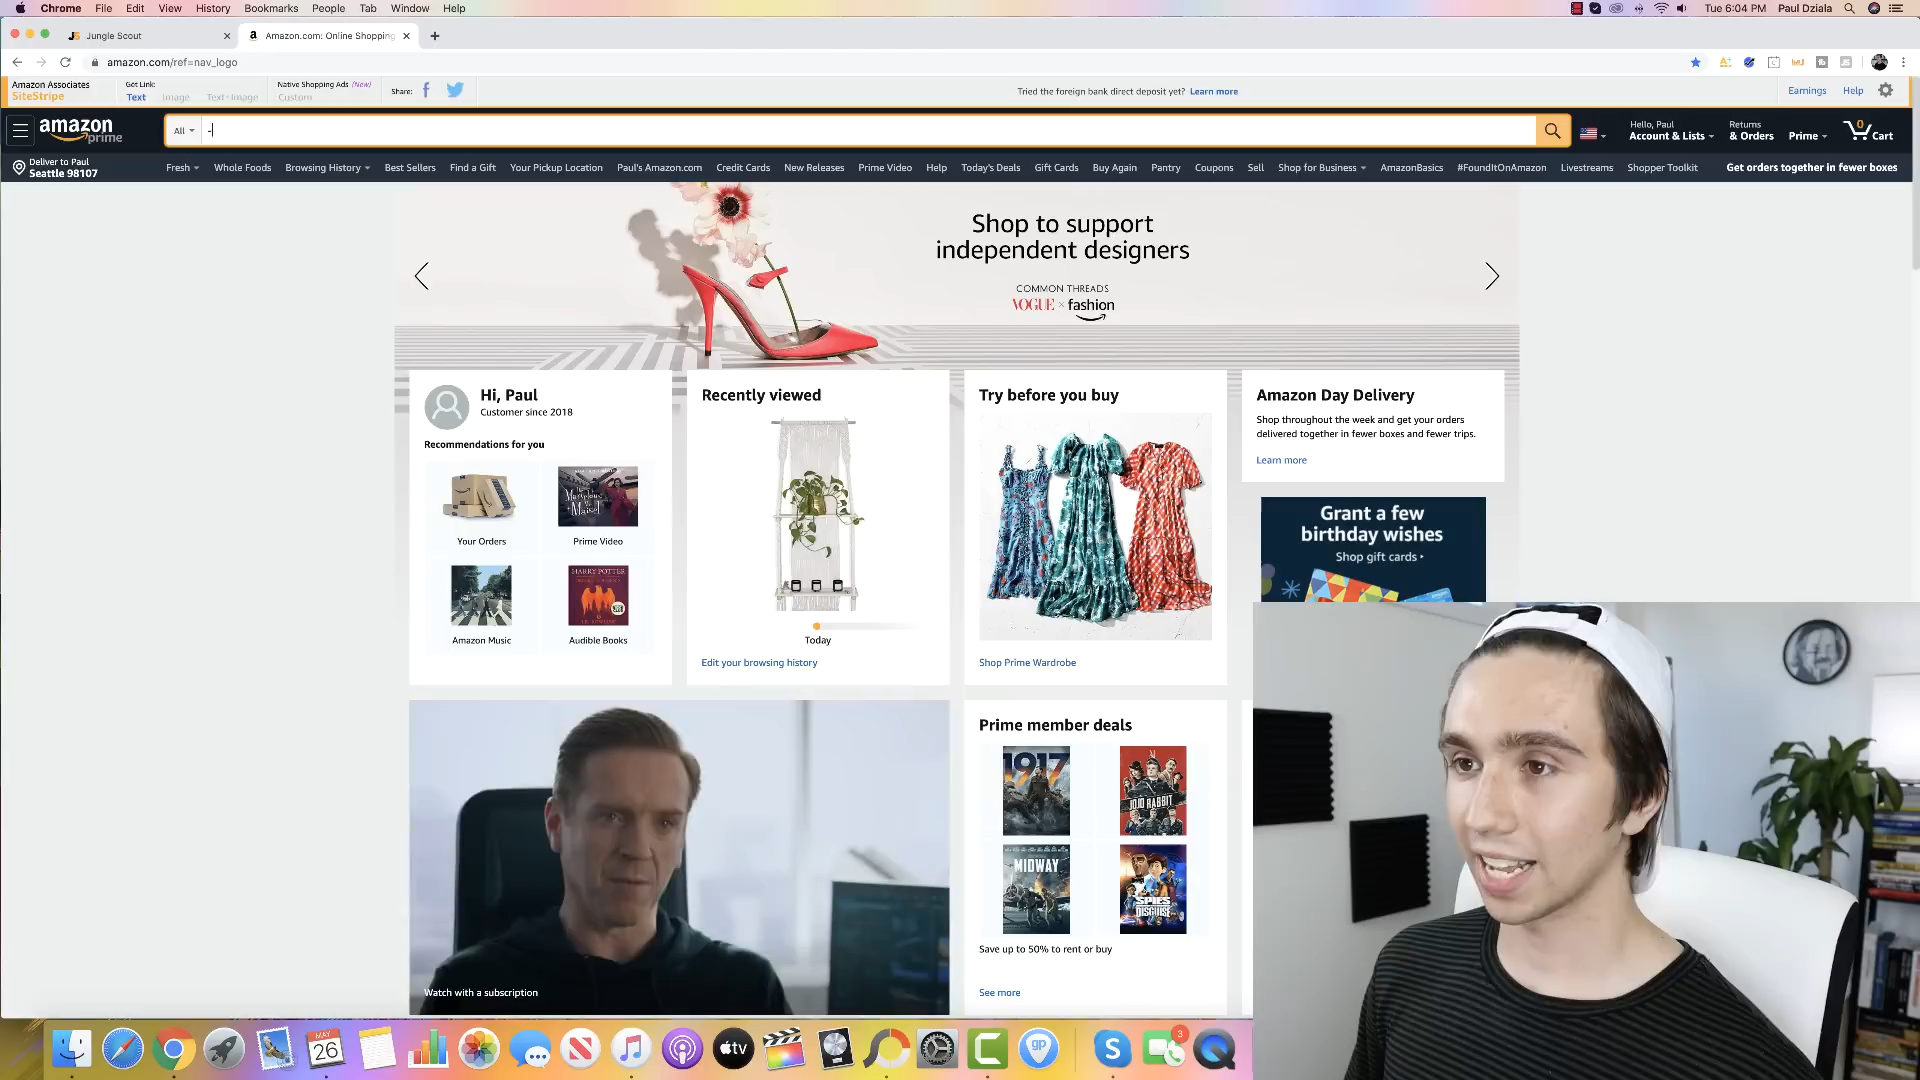 Chrome File Edit View History Bookmarks People Tab Window Help
Tue 6:04 PM Paul Dziala
Jungle Scout
Amazon.com: Online Shopping
amazon.com/ref=nav_logo
Amazon Associates
SiteStripe
Get Link:
Text Image Text+Image
Native Shopping Ads (New)
Custom
Share:
Tried the foreign bank direct deposit yet? Learn more
Earnings Help
amazon
prime
All
-
Hello, Paul
Account & Lists
Returns
& Orders
Prime
0
Cart
Deliver to Paul
Seattle 98107
Fresh Whole Foods Browsing History Best Sellers Find a Gift Your Pickup Location Paul's Amazon.com Credit Cards New Releases Prime Video Help Today's Deals Gift Cards Buy Again Pantry Coupons Sell Shop for Business AmazonBasics #FoundItOnAmazon Livestreams Shopper Toolkit
Get orders together in fewer boxes
Shop to support
independent designers
COMMON THREADS
VOGUE × fashion
Hi, Paul
Customer since 2018
Recommendations for you
Your Orders
Prime Video
Amazon Music
HARRY POTTER
Audible Books
Recently viewed
Today
Edit your browsing history
Try before you buy
Shop Prime Wardrobe
Amazon Day Delivery
Shop throughout the week and get your orders
delivered together in fewer boxes and fewer trips.
Learn more
Grant a few
birthday wishes
Shop gift cards
Watch with a subscription
Prime member deals
1917
JOJO RABBIT
MIDWAY
SPIES
DISGUISE
Save up to 50% to rent or buy
See more
MAY
26
tv
gp
3